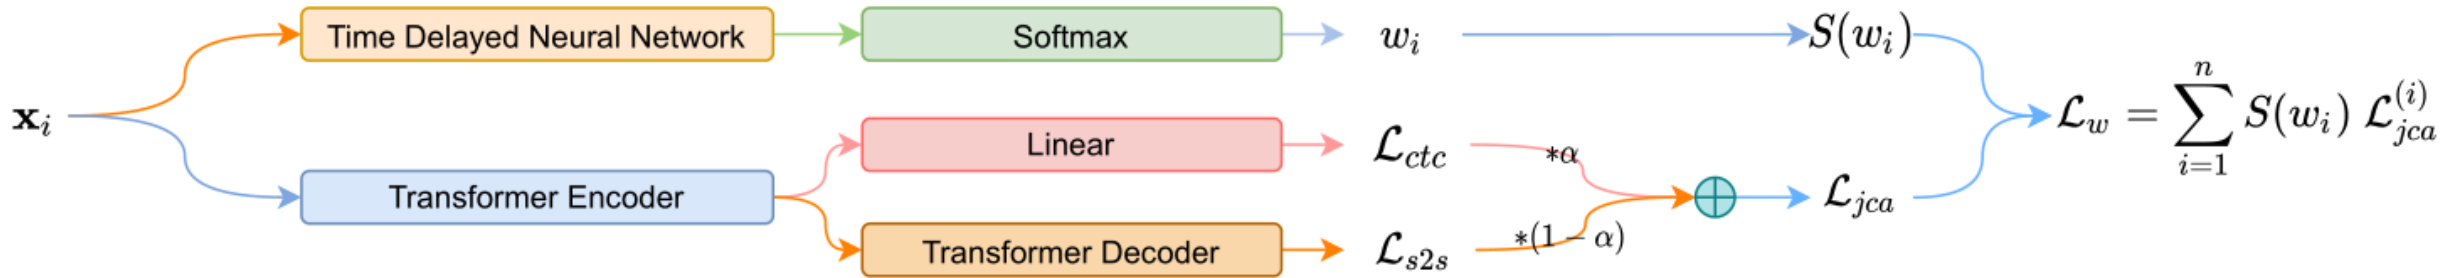 x_i
Time Delayed Neural Network
Softmax
w_i
S(w_i)
Transformer Encoder
Linear
ℒ_ctc
*α
Transformer Decoder
ℒ_s2s
*(1 − α)
ℒ_jca
ℒ_w = ∑_{i=1}^{n} S(w_i) ℒ_jca^{(i)}